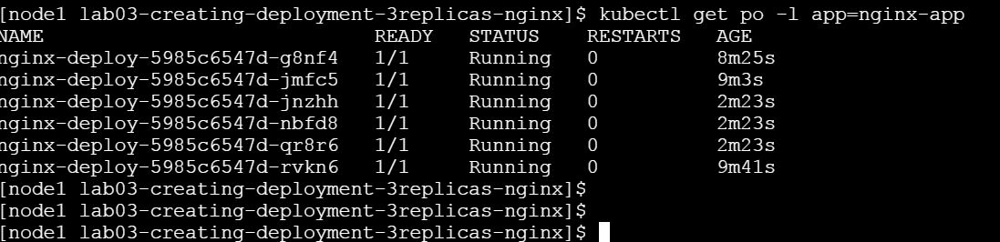 [node1 lab03-creating-deployment-3replicas-nginx]$ kubectl get po -l app=nginx-app
NAME READY STATUS RESTARTS AGE
nginx-deploy-5985c6547d-g8nf4 1/1 Running 0 8m25s
nginx-deploy-5985c6547d-jmfc5 1/1 Running 0 9m3s
nginx-deploy-5985c6547d-jnzhh 1/1 Running 0 2m23s
nginx-deploy-5985c6547d-nbfd8 1/1 Running 0 2m23s
nginx-deploy-5985c6547d-qr8r6 1/1 Running 0 2m23s
nginx-deploy-5985c6547d-rvkn6 1/1 Running 0 9m41s
[node1 lab03-creating-deployment-3replicas-nginx]$
[node1 lab03-creating-deployment-3replicas-nginx]$
[node1 lab03-creating-deployment-3replicas-nginx]$